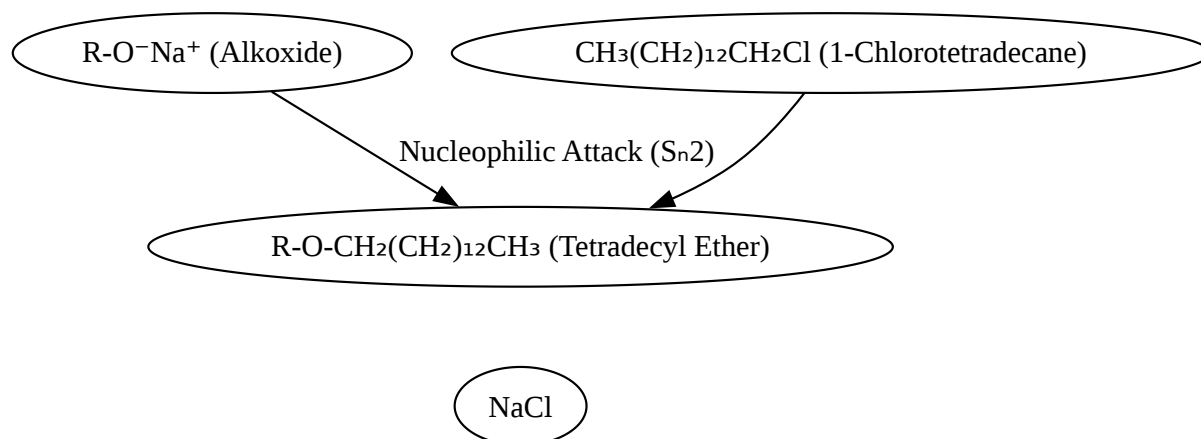 R-O⁻Na⁺ (Alkoxide)
CH₃(CH₂)₁₂CH₂Cl (1-Chlorotetradecane)
Nucleophilic Attack (Sₙ2)
R-O-CH₂(CH₂)₁₂CH₃ (Tetradecyl Ether)
NaCl